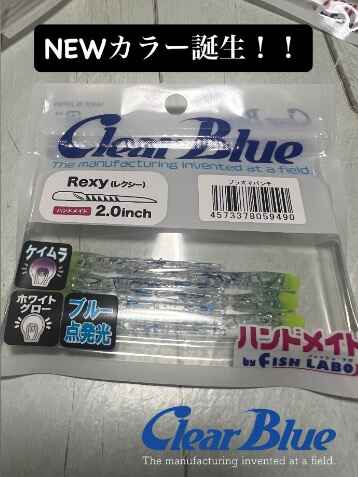 NEWカラー誕生！！
Clear Blue
The manufacturing invented at a field.
Rexy(レクシー)
ハンドメイド 2.0inch
4573378059490
ケイムラ
ホワイト
グロー
ブルー
点発光
ハンドメイド
by FISH LABO
Clear Blue
The manufacturing invented at a field.